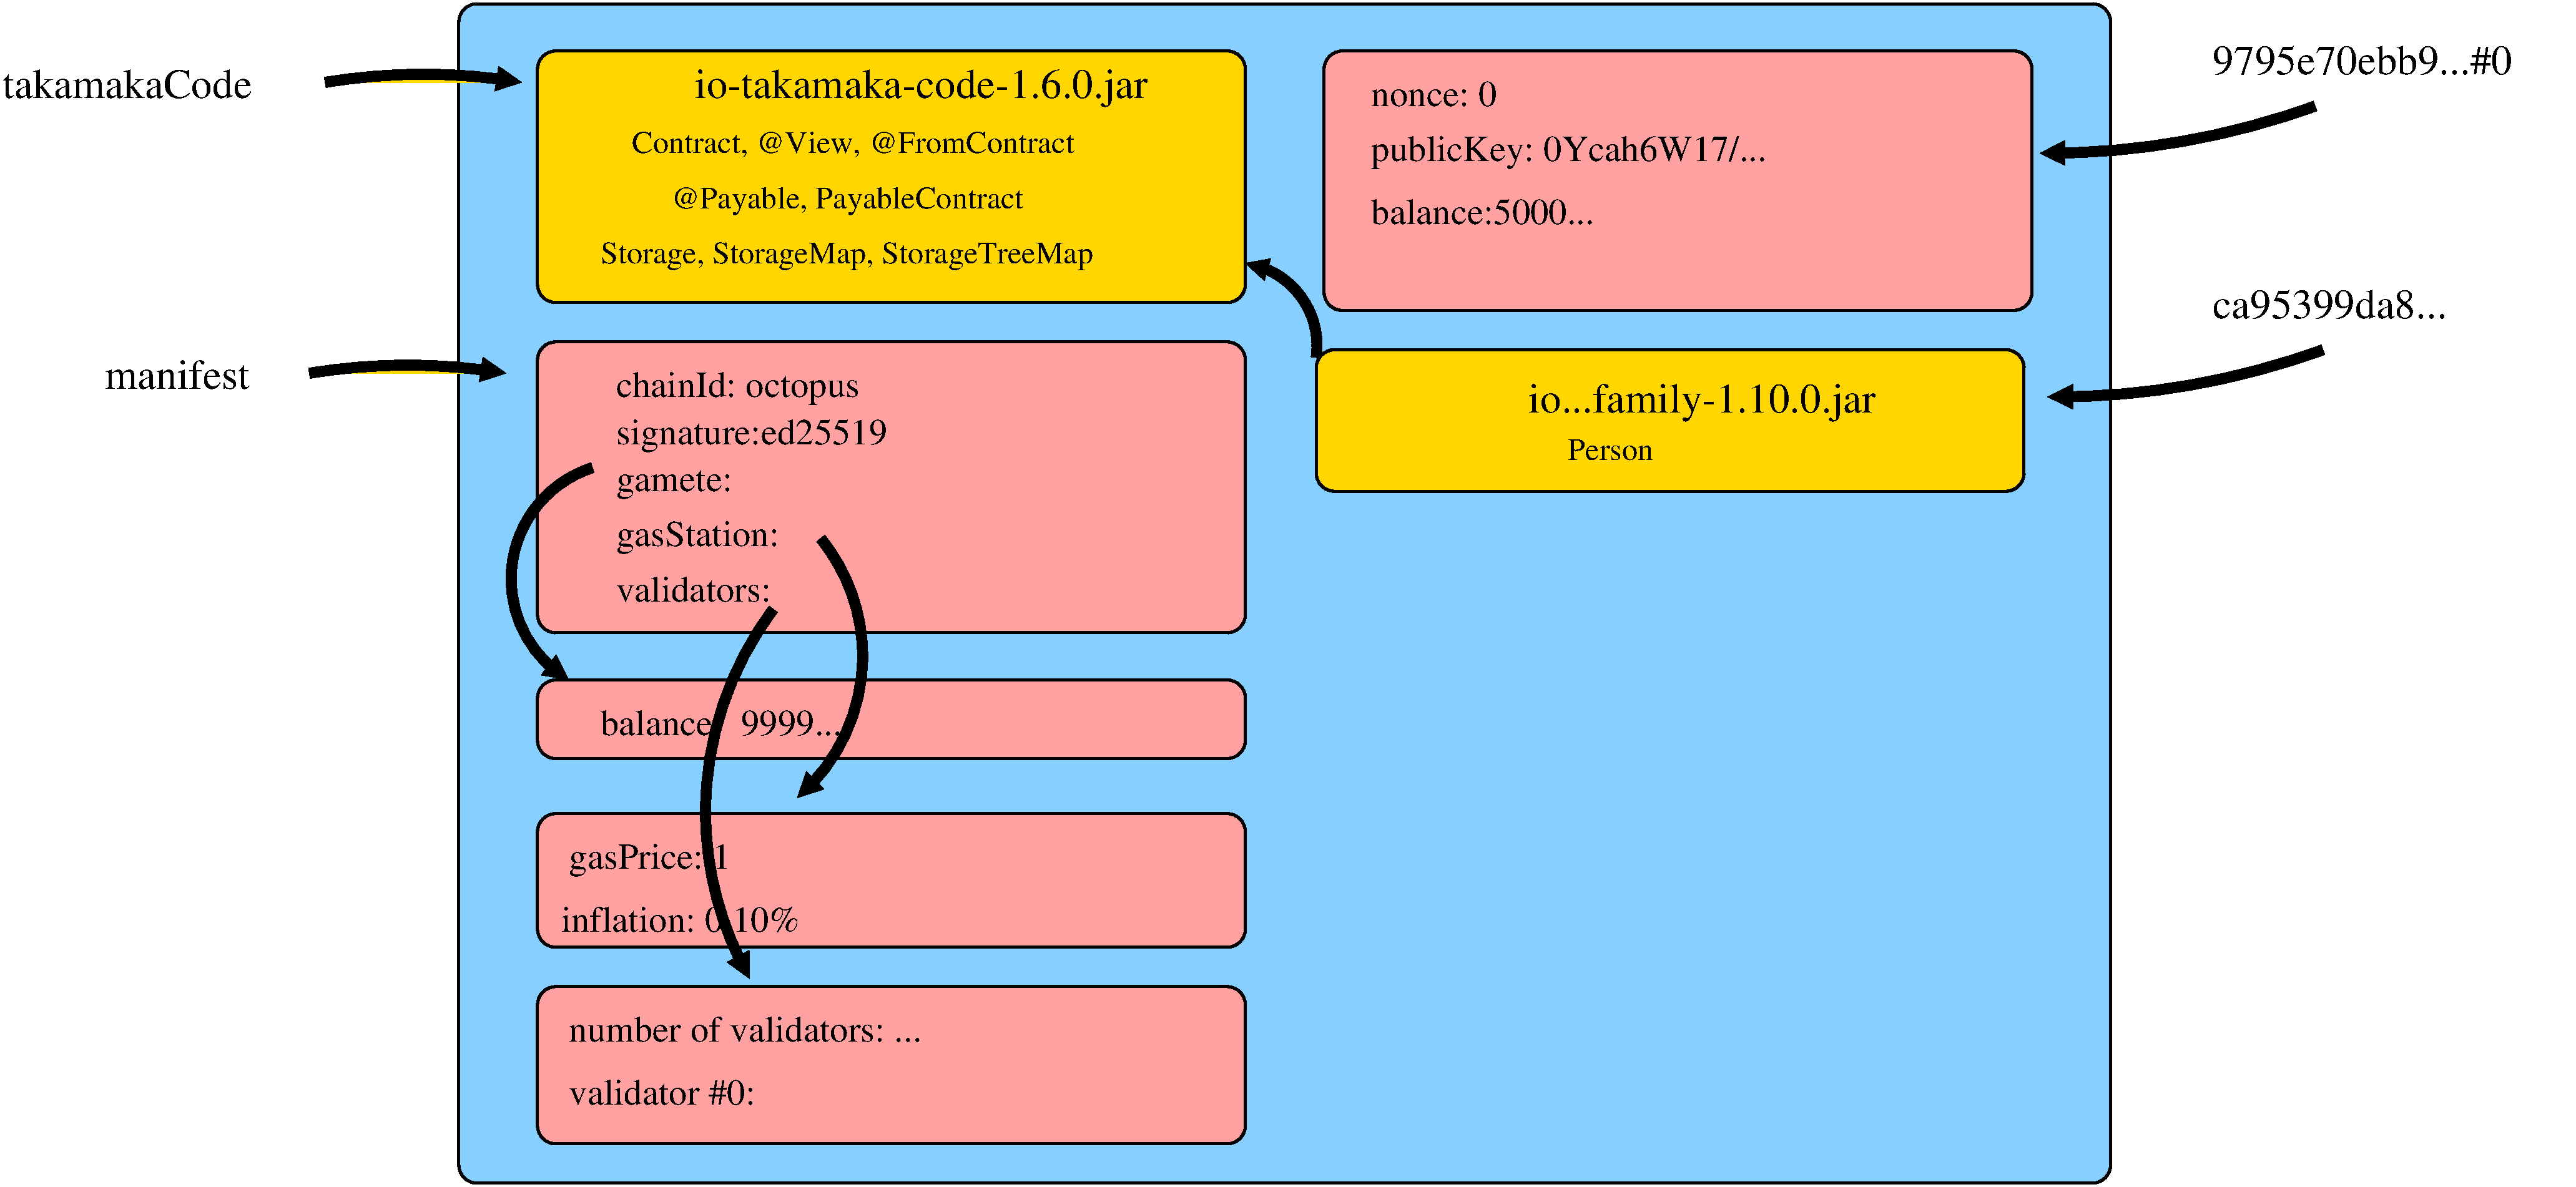 takamakaCode
manifest
io-takamaka-code-1.6.0.jar
Contract, @View, @FromContract
@Payable, PayableContract
Storage, StorageMap, StorageTreeMap
chainId: octopus
signature:ed25519
gamete:
gasStation:
validators:
balance: 9999...
gasPrice: 1
inflation: 0.10%
number of validators: ...
validator #0:
nonce: 0
publicKey: 0Ycah6W17/...
balance:5000...
io...family-1.10.0.jar
Person
9795e70ebb9...#0
ca95399da8...